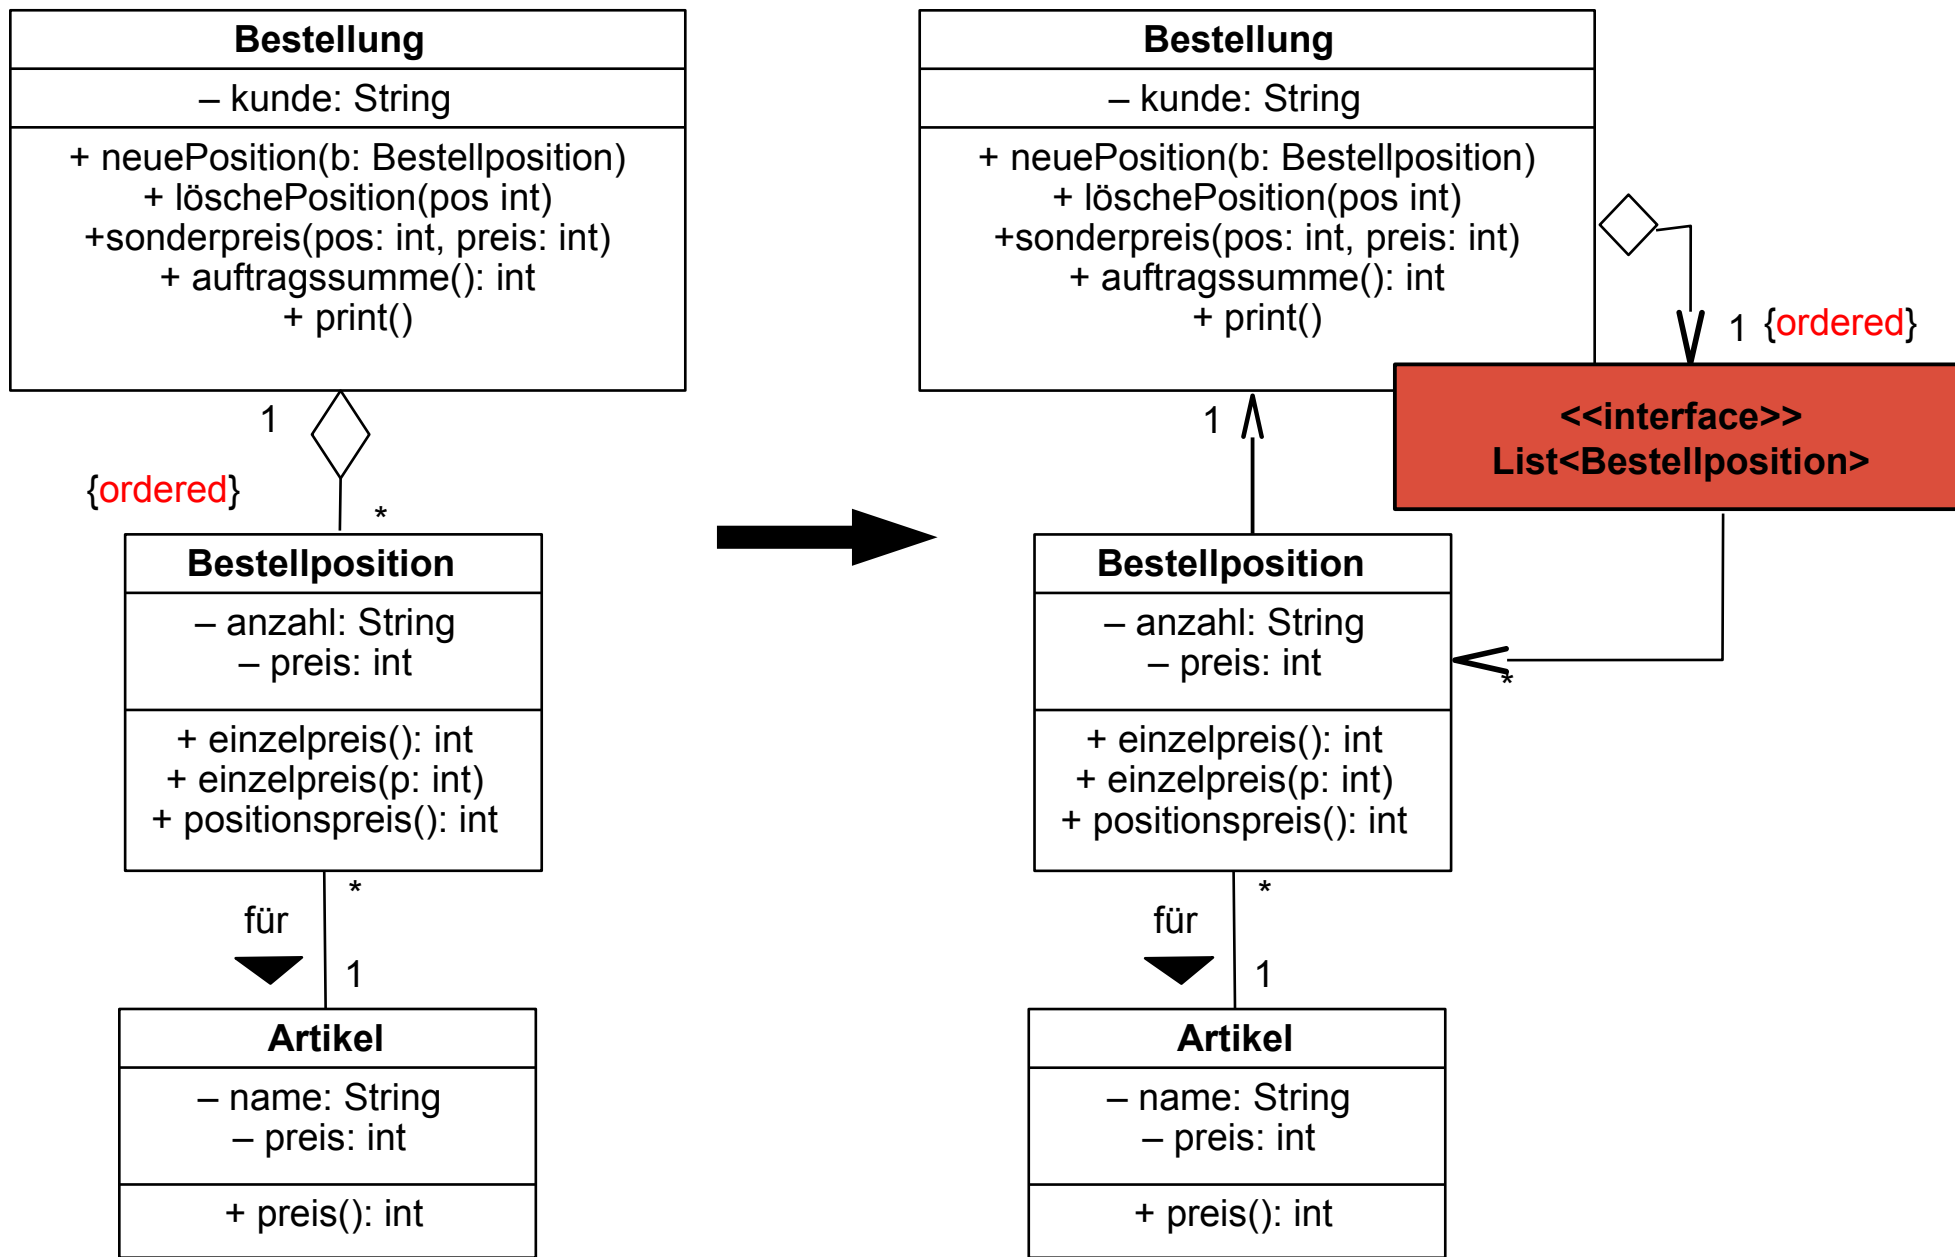 Bestellung
– kunde: String
+ neuePosition(b: Bestellposition)
+ löschePosition(pos int)
+sonderpreis(pos: int, preis: int)
+ auftragssumme(): int
+ print()
1
{ordered}
*
Bestellposition
– anzahl: String
– preis: int
+ einzelpreis(): int
+ einzelpreis(p: int)
+ positionspreis(): int
*
für
1
Artikel
– name: String
– preis: int
+ preis(): int
Bestellung
– kunde: String
+ neuePosition(b: Bestellposition)
+ löschePosition(pos int)
+sonderpreis(pos: int, preis: int)
+ auftragssumme(): int
+ print()
1 {ordered}
<<interface>>
List<Bestellposition>
1
Bestellposition
– anzahl: String
– preis: int
*
+ einzelpreis(): int
+ einzelpreis(p: int)
+ positionspreis(): int
*
für
1
Artikel
– name: String
– preis: int
+ preis(): int